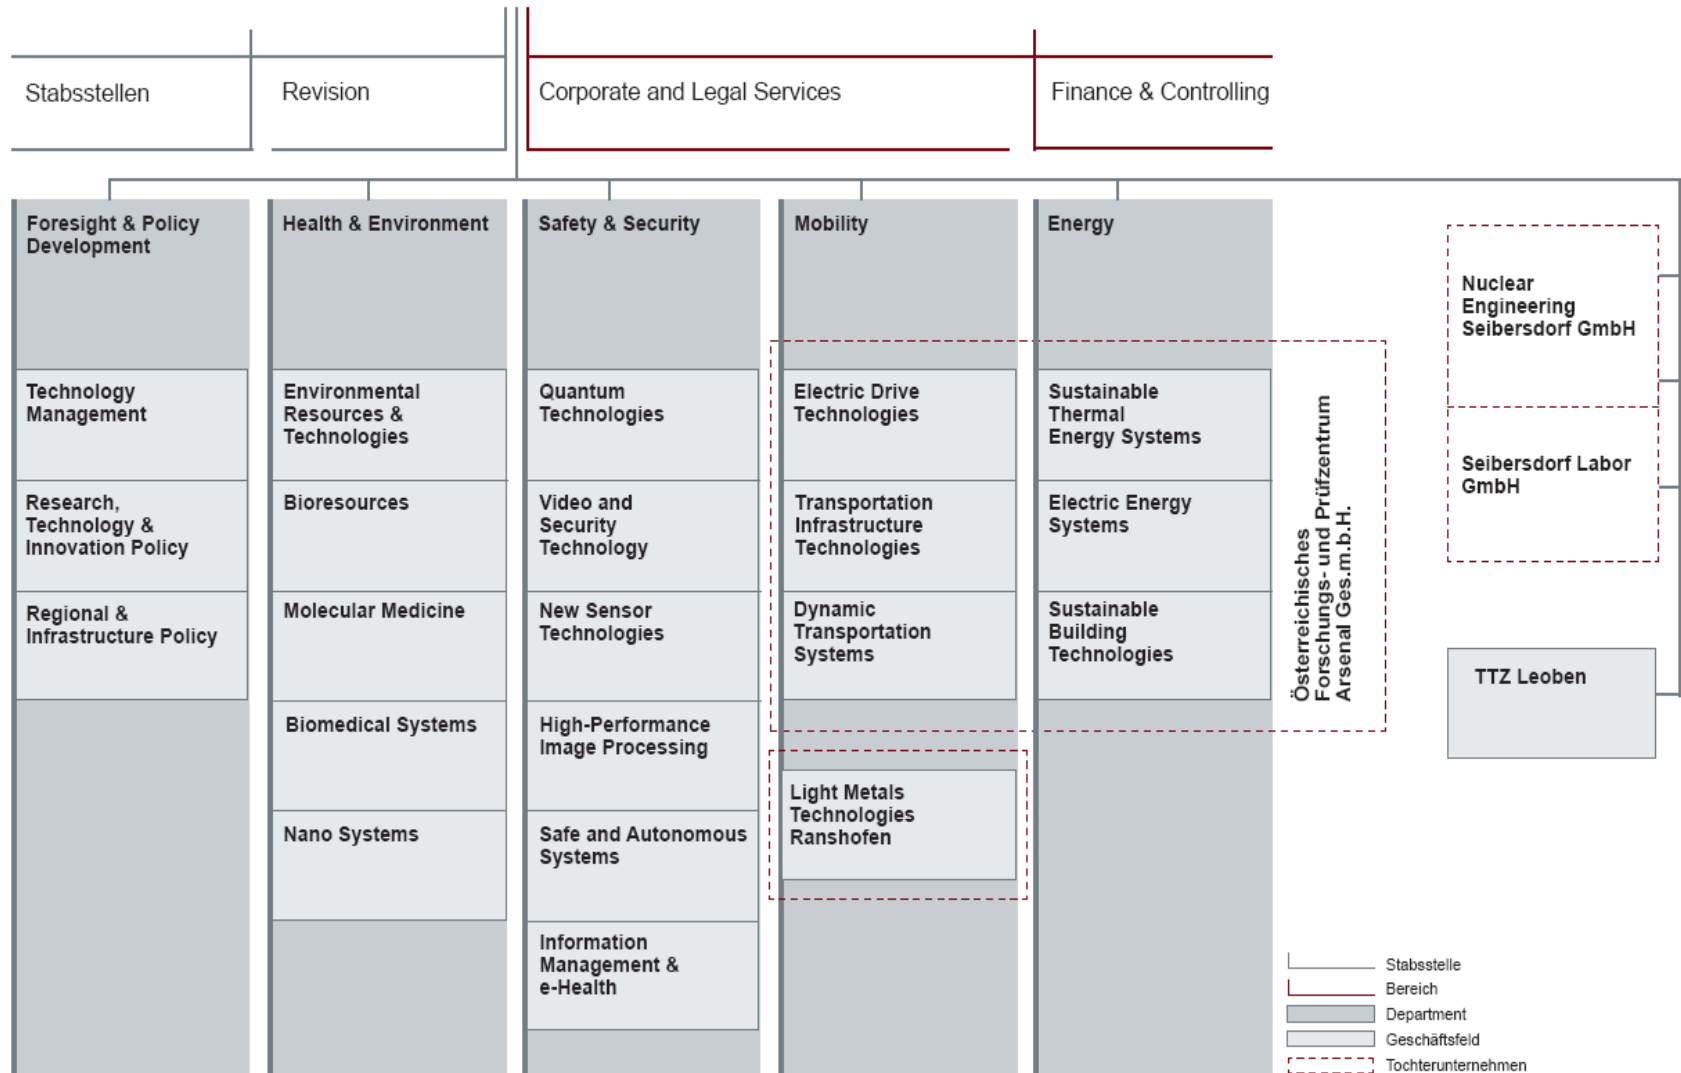 Stabsstellen
Revision
Corporate and Legal Services
Finance & Controlling
Foresight & Policy
Development
Technology
Management
Research,
Technology &
Innovation Policy
Regional &
Infrastructure Policy
Health & Environment
Environmental
Resources &
Technologies
Bioresources
Molecular Medicine
Biomedical Systems
Nano Systems
Safety & Security
Quantum
Technologies
Video and
Security
Technology
New Sensor
Technologies
High-Performance
Image Processing
Safe and Autonomous
Systems
Information
Management &
e-Health
Mobility
Electric Drive
Technologies
Transportation
Infrastructure
Technologies
Dynamic
Transportation
Systems
Light Metals
Technologies
Ranshofen
Energy
Sustainable
Thermal
Energy Systems
Electric Energy
Systems
Sustainable
Building
Technologies
Österreichisches
Forschungs- und Prüfzentrum
Arsenal Ges.m.b.H.
Nuclear
Engineering
Seibersdorf GmbH
Seibersdorf Labor
GmbH
TTZ Leoben
Stabsstelle
Bereich
Department
Geschäftsfeld
Tochterunternehmen